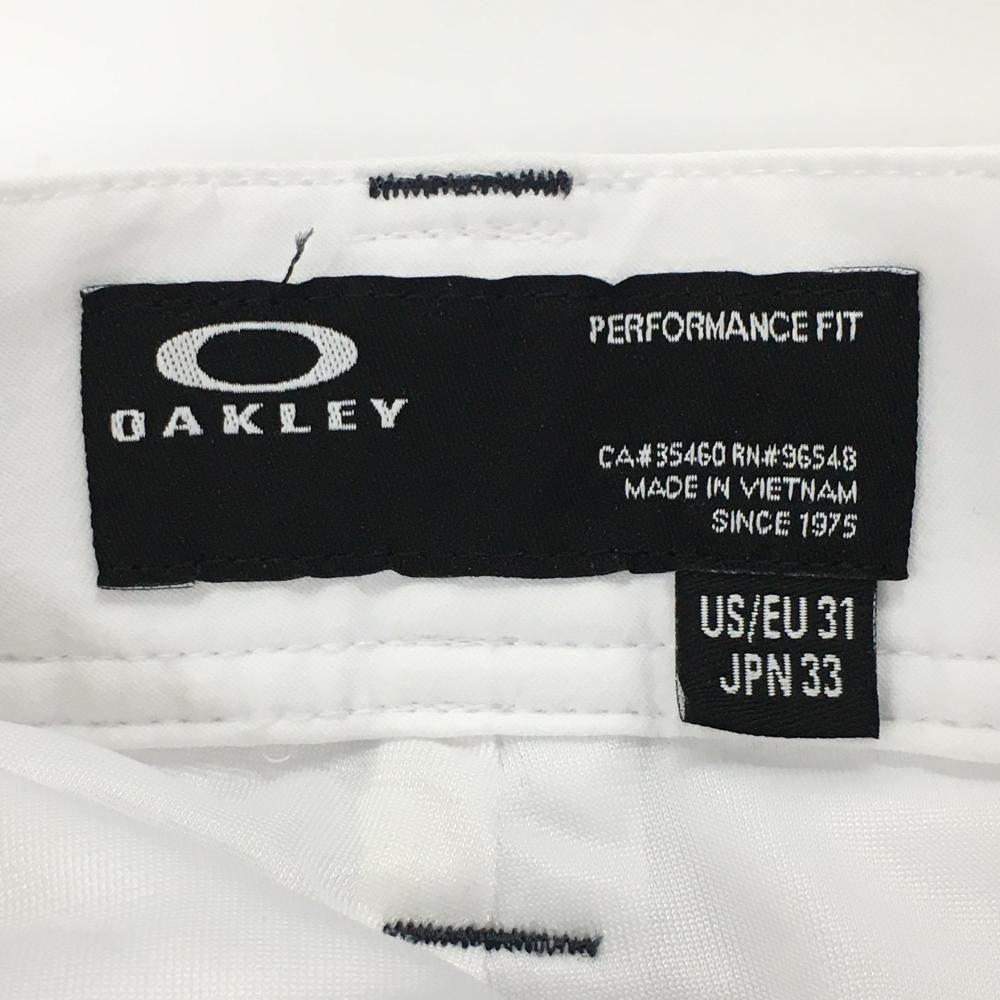 OAKLEY
PERFORMANCE FIT
CA#35460 RN#96548
MADE IN VIETNAM
SINCE 1975
US/EU 31
JPN 33